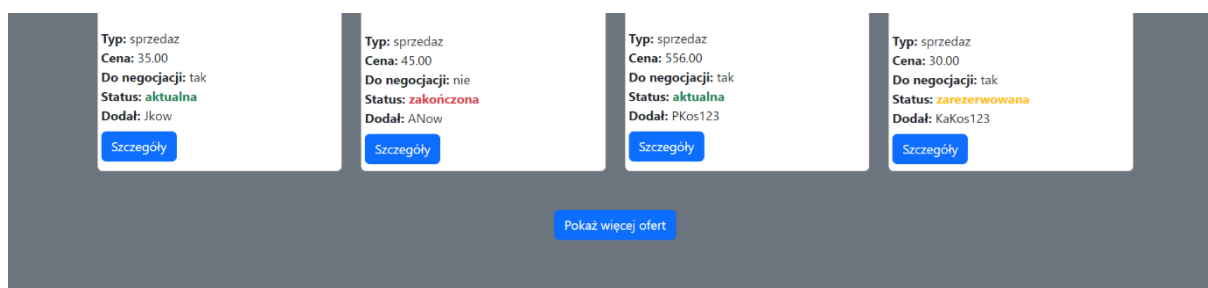 Typ: sprzedaz
Cena: 35.00
Do negocjacji: tak
Status: aktualna
Dodał: Jkow
Szczegóły
Typ: sprzedaz
Cena: 45.00
Do negocjacji: nie
Status: zakończona
Dodał: ANow
Szczegóły
Typ: sprzedaz
Cena: 556.00
Do negocjacji: tak
Status: aktualna
Dodał: PKos123
Szczegóły
Typ: sprzedaz
Cena: 30.00
Do negocjacji: tak
Status: zarezerwowana
Dodał: KaKos123
Szczegóły
Pokaż więcej ofert